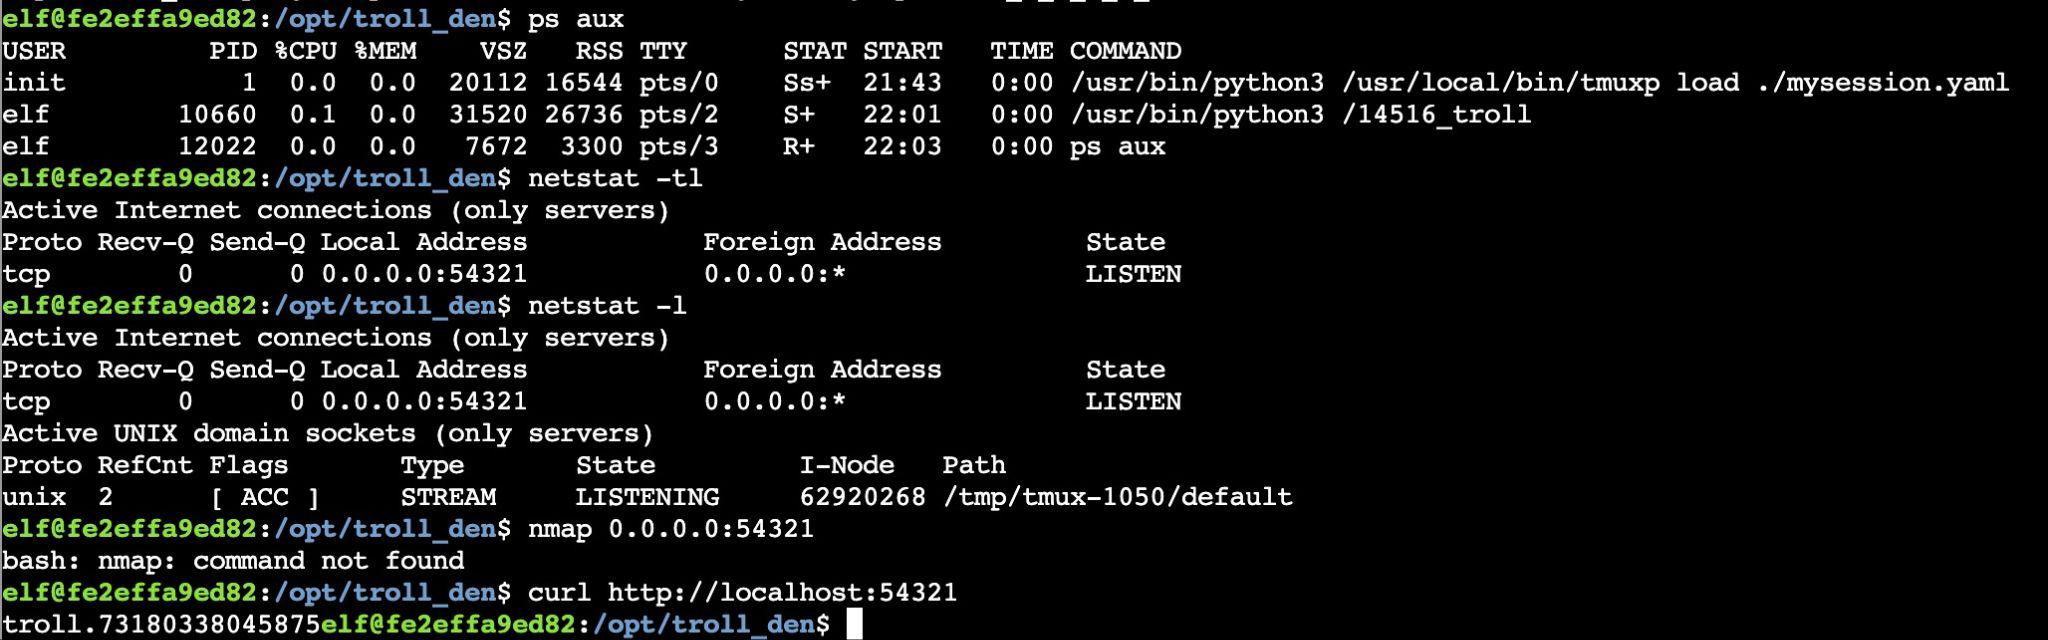 elf@fe2effa9ed82:/opt/troll_den$ ps aux
USER         PID %CPU %MEM    VSZ   RSS TTY      STAT START   TIME COMMAND
init           1  0.0  0.0  20112 16544 pts/0    Ss+  21:43   0:00 /usr/bin/python3 /usr/local/bin/tmuxp load ./mysession.yaml
elf        10660  0.1  0.0  31520 26736 pts/2    S+   22:01   0:00 /usr/bin/python3 /14516_troll
elf        12022  0.0  0.0   7672  3300 pts/3    R+   22:03   0:00 ps aux
elf@fe2effa9ed82:/opt/troll_den$ netstat -tl
Active Internet connections (only servers)
Proto Recv-Q Send-Q Local Address           Foreign Address         State
tcp        0      0 0.0.0.0:54321           0.0.0.0:*               LISTEN
elf@fe2effa9ed82:/opt/troll_den$ netstat -l
Active Internet connections (only servers)
Proto Recv-Q Send-Q Local Address           Foreign Address         State
tcp        0      0 0.0.0.0:54321           0.0.0.0:*               LISTEN
Active UNIX domain sockets (only servers)
Proto RefCnt Flags       Type       State         I-Node   Path
unix  2      [ ACC ]     STREAM     LISTENING     62920268 /tmp/tmux-1050/default
elf@fe2effa9ed82:/opt/troll_den$ nmap 0.0.0.0:54321
bash: nmap: command not found
elf@fe2effa9ed82:/opt/troll_den$ curl http://localhost:54321
troll.73180338045875elf@fe2effa9ed82:/opt/troll_den$